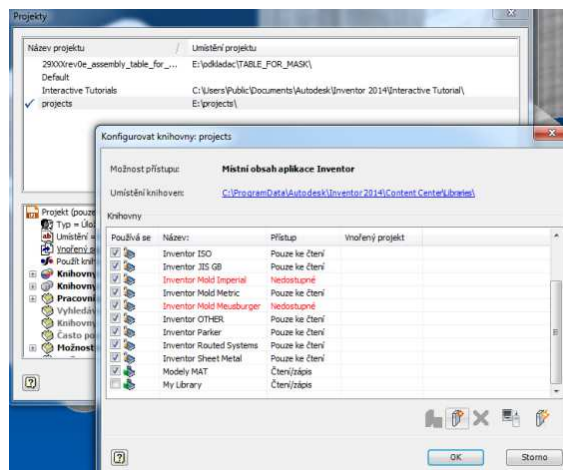 Projekty
Název projektu / Umístění projektu
29XXXrev0e_assembly_table_for_... E:\pdkladac\TABLE_FOR_MASK\
Default
Interactive Tutorials C:\Users\Public\Documents\Autodesk\Inventor 2014\Interactive Tutorial\
projects E:\projects\
Konfigurovat knihovny: projects
Možnost přístupu: Místní obsah aplikace Inventor
Umístění knihoven: C:\ProgramData\Autodesk\Inventor 2014\Content Center\Libraries\
Knihovny
Používá se Název: Přístup Vnořený projekt
Inventor ISO Pouze ke čtení
Inventor JIS GB Pouze ke čtení
Inventor Mold Imperial Nedostupné
Inventor Mold Metric Pouze ke čtení
Inventor Mold Meusburger Nedostupné
Inventor OTHER Pouze ke čtení
Inventor Parker Pouze ke čtení
Inventor Routed Systems Pouze ke čtení
Inventor Sheet Metal Pouze ke čtení
Modely MAT Čtení/zápis
My Library Čtení/zápis
OK Storno
Projekt (pouze
Typ = Úlo
Umístění =
Vnořený p
Použít knih
Knihovny
Knihovny
Pracovni
Vyhledáv
Knihovny
Často po
Možnost